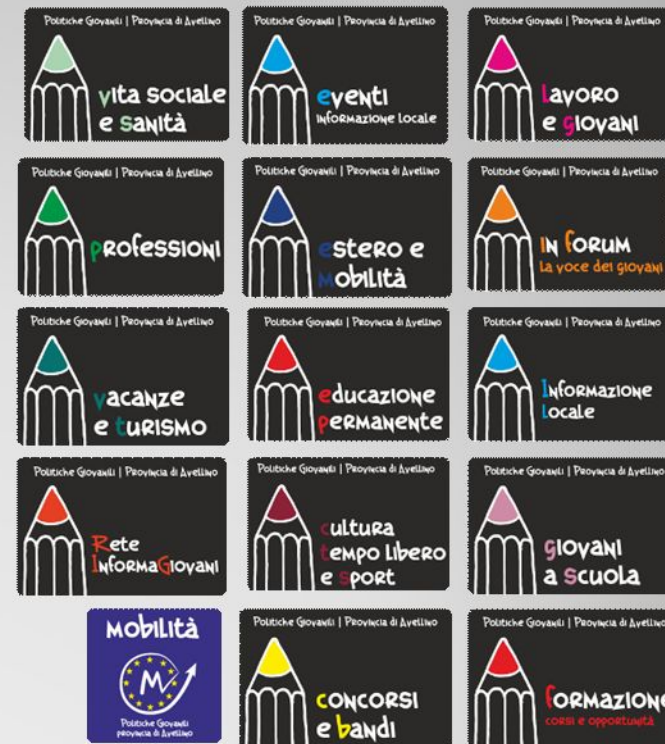 Politiche Giovanili | Provincia di Avellino
vita sociale
e sanità
Politiche Giovanili | Provincia di Avellino
eventi
informazione locale
Politiche Giovanili | Provincia di Avellino
lavoro
e giovani
Politiche Giovanili | Provincia di Avellino
professioni
Politiche Giovanili | Provincia di Avellino
estero e
mobilità
Politiche Giovanili | Provincia di Avellino
in forum
la voce dei giovani
Politiche Giovanili | Provincia di Avellino
vacanze
e turismo
Politiche Giovanili | Provincia di Avellino
educazione
permanente
Politiche Giovanili | Provincia di Avellino
Informazione
Locale
Politiche Giovanili | Provincia di Avellino
Rete
InformaGiovani
Politiche Giovanili | Provincia di Avellino
cultura
tempo libero
e sport
Politiche Giovanili | Provincia di Avellino
giovani
a scuola
Mobilità
M
Politiche Giovanili
provincia di Avellino
Politiche Giovanili | Provincia di Avellino
concorsi
e bandi
Politiche Giovanili | Provincia di Avellino
formazione
corsi e opportunità